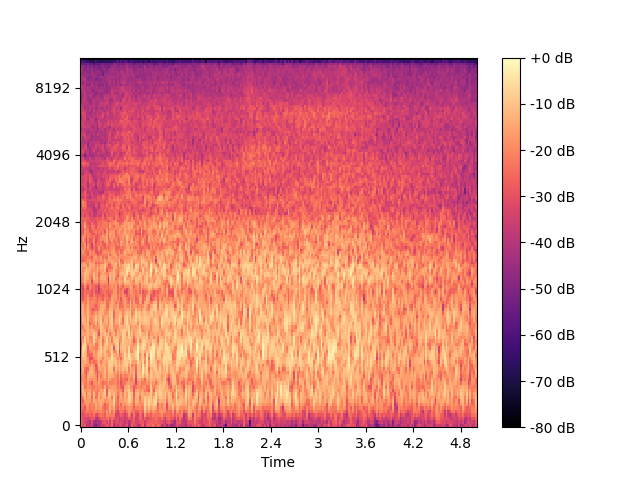 Hz
8192
4096
2048
1024
512
0
0 0.6 1.2 1.8 2.4 3 3.6 4.2 4.8
Time
+0 dB
-10 dB
-20 dB
-30 dB
-40 dB
-50 dB
-60 dB
-70 dB
-80 dB